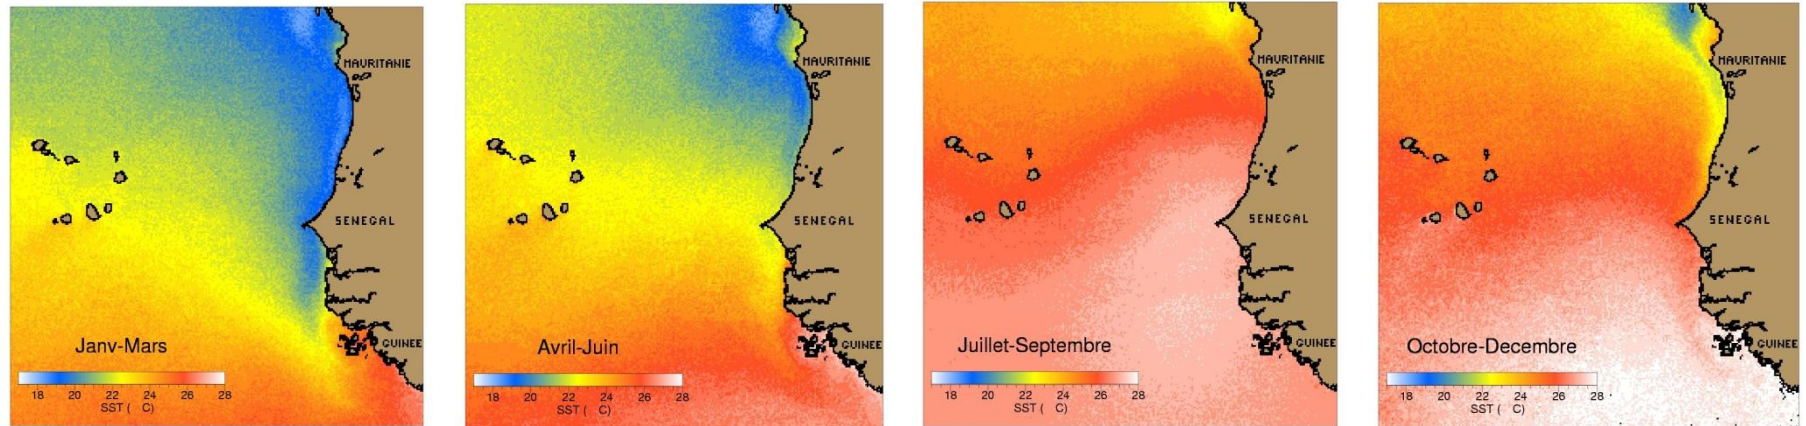 MAURITANIE
SENEGAL
Janv-Mars
GUINEE
18 20 22 24 26 28
SST ( C)
MAURITANIE
SENEGAL
Avril-Juin
GUINEE
18 20 22 24 26 28
SST ( C)
MAURITANIE
SENEGAL
Juillet-Septembre
GUINEE
18 20 22 24 26 28
SST ( C)
MAURITANIE
SENEGAL
Octobre-Decembre
GUINEE
18 20 22 24 26 28
SST ( C)